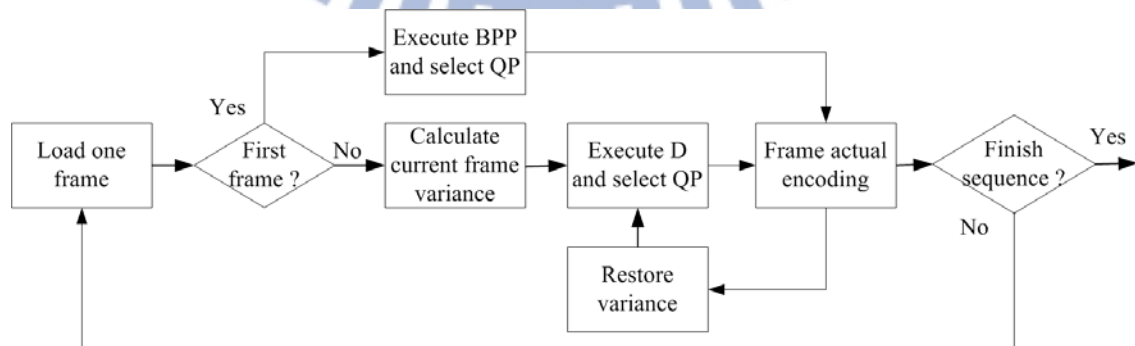 Execute BPP
and select QP
Yes
Load one
frame
First
frame ?
No
Calculate
current frame
variance
Execute D
and select QP
Frame actual
encoding
Finish
sequence ?
Yes
No
Restore
variance